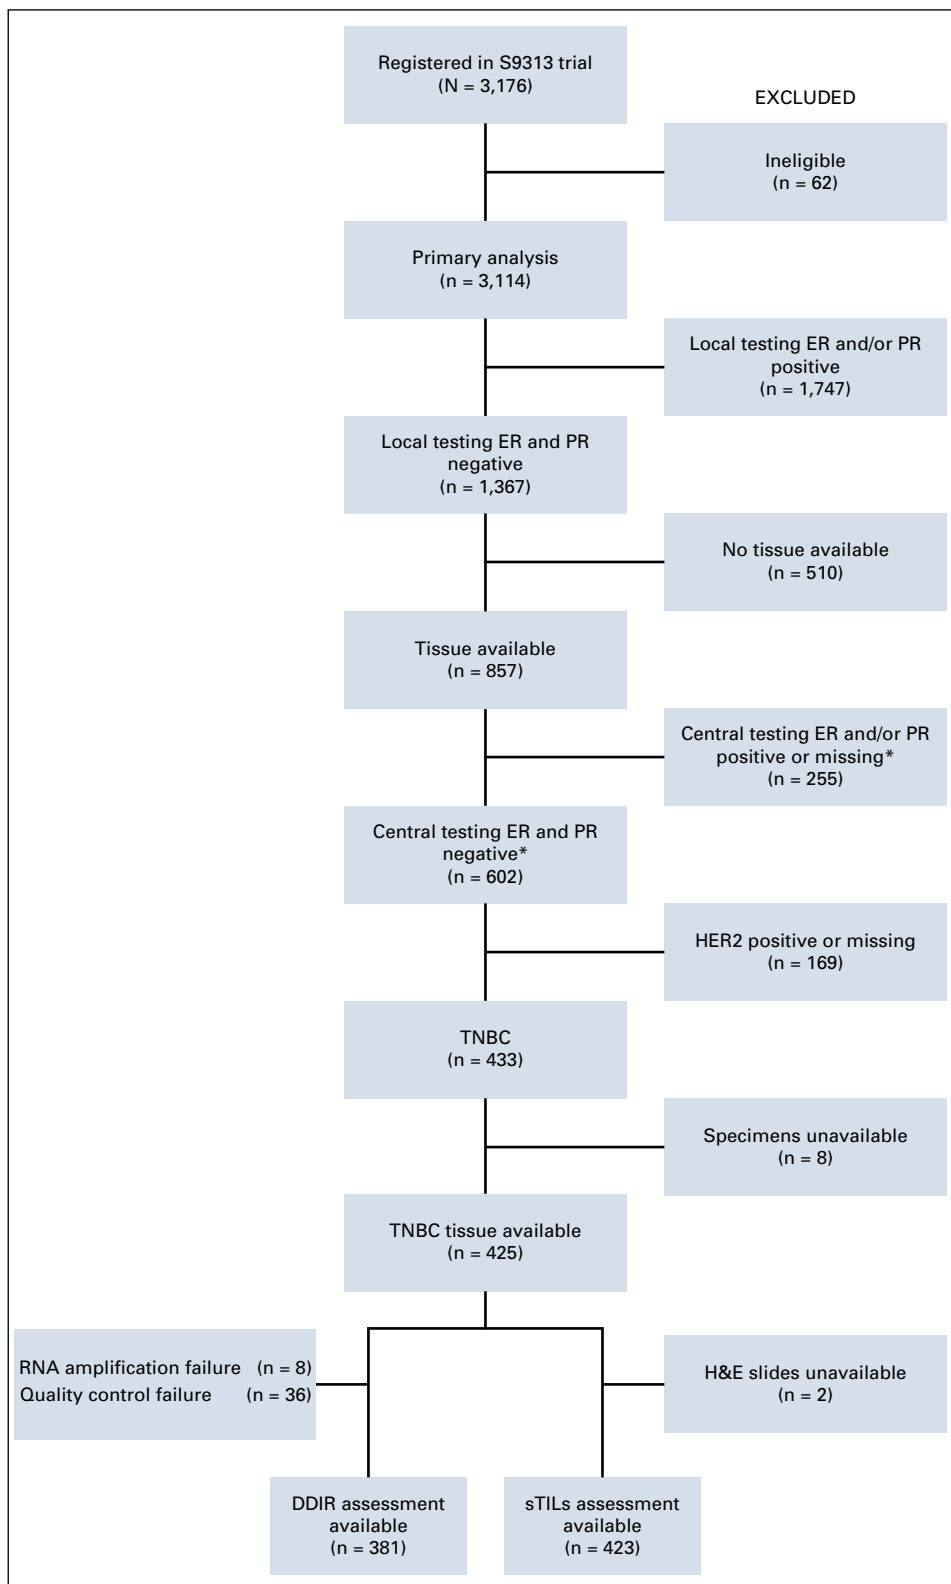 Registered in S9313 trial
(N = 3,176)
EXCLUDED
Ineligible
(n = 62)
Primary analysis
(n = 3,114)
Local testing ER and/or PR
positive
(n = 1,747)
Local testing ER and PR
negative
(n = 1,367)
No tissue available
(n = 510)
Tissue available
(n = 857)
Central testing ER and/or PR
positive or missing*
(n = 255)
Central testing ER and PR
negative*
(n = 602)
HER2 positive or missing
(n = 169)
TNBC
(n = 433)
Specimens unavailable
(n = 8)
TNBC tissue available
(n = 425)
RNA amplification failure (n = 8)
Quality control failure (n = 36)
H&E slides unavailable
(n = 2)
DDIR assessment
available
(n = 381)
sTILs assessment
available
(n = 423)